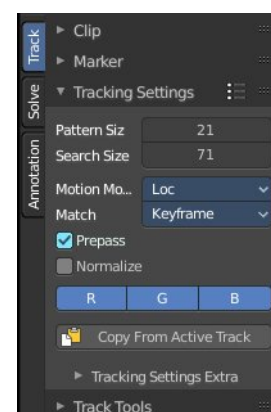 Track
Solve
Annotation
Clip
Marker
Tracking Settings
Pattern Siz 21
Search Size 71
Motion Mo... Loc
Match Keyframe
Prepass
Normalize
R G B
Copy From Active Track
Tracking Settings Extra
Track Tools